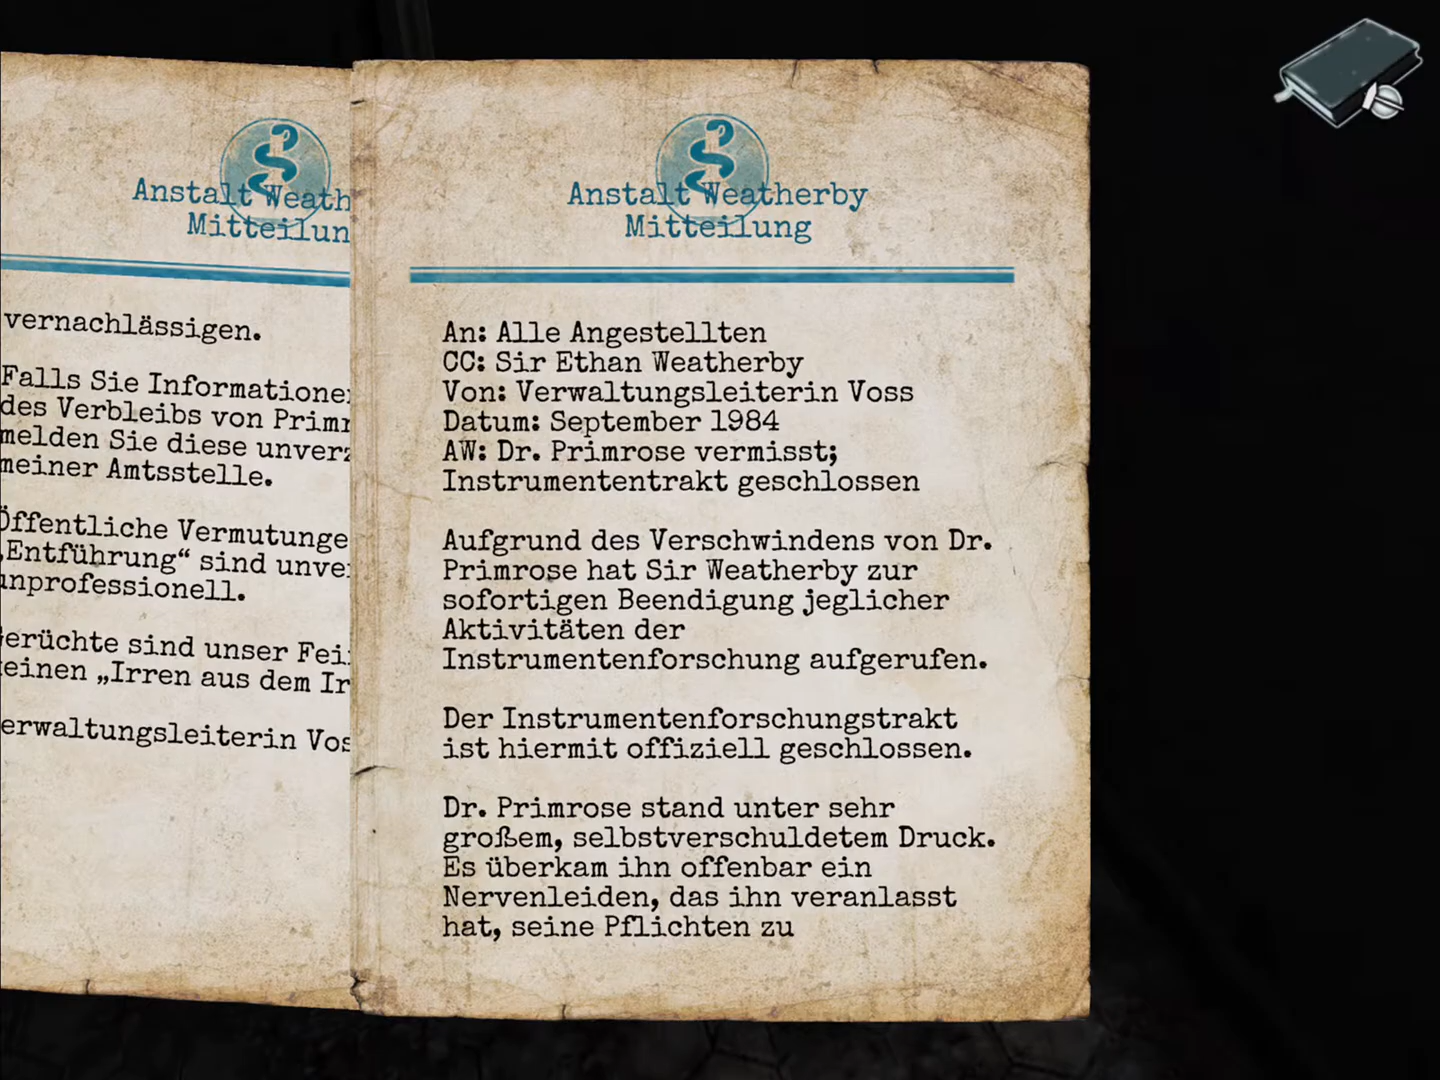 Anstalt Weatherby
Mitteilung
An: Alle Angestellten
CC: Sir Ethan Weatherby
Von: Verwaltungsleiterin Voss
Datum: September 1984
AW: Dr. Primrose vermisst;
Instrumententrakt geschlossen
Aufgrund des Verschwindens von Dr.
Primrose hat Sir Weatherby zur
sofortigen Beendigung jeglicher
Aktivitäten der
Instrumentenforschung aufgerufen.
Der Instrumentenforschungstrakt
ist hiermit offiziell geschlossen.
Dr. Primrose stand unter sehr
großem, selbstverschuldetem Druck.
Es überkam ihn offenbar ein
Nervenleiden, das ihn veranlasst
hat, seine Pflichten zu
Anstalt
vernachlässigen.
Falls Sie
des Verbleibs von
melden Sie diese
meiner Amtsstelle.
Öffentliche
„Entführung“ sind
unprofessionell.
sind unser
„Irren aus dem